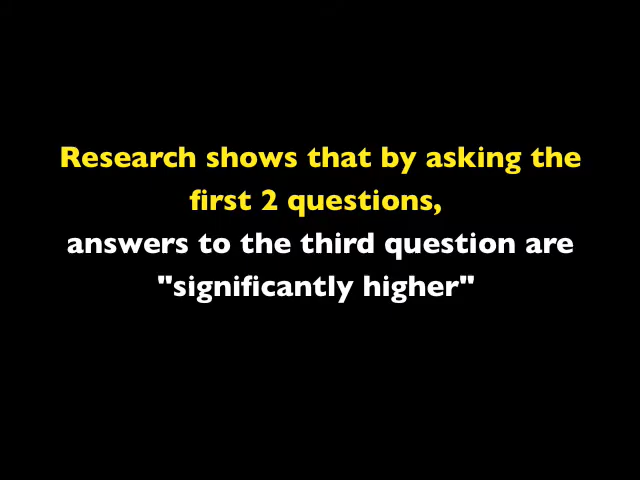 Research shows that by asking the
first 2 questions,
answers to the third question are
"significantly higher"